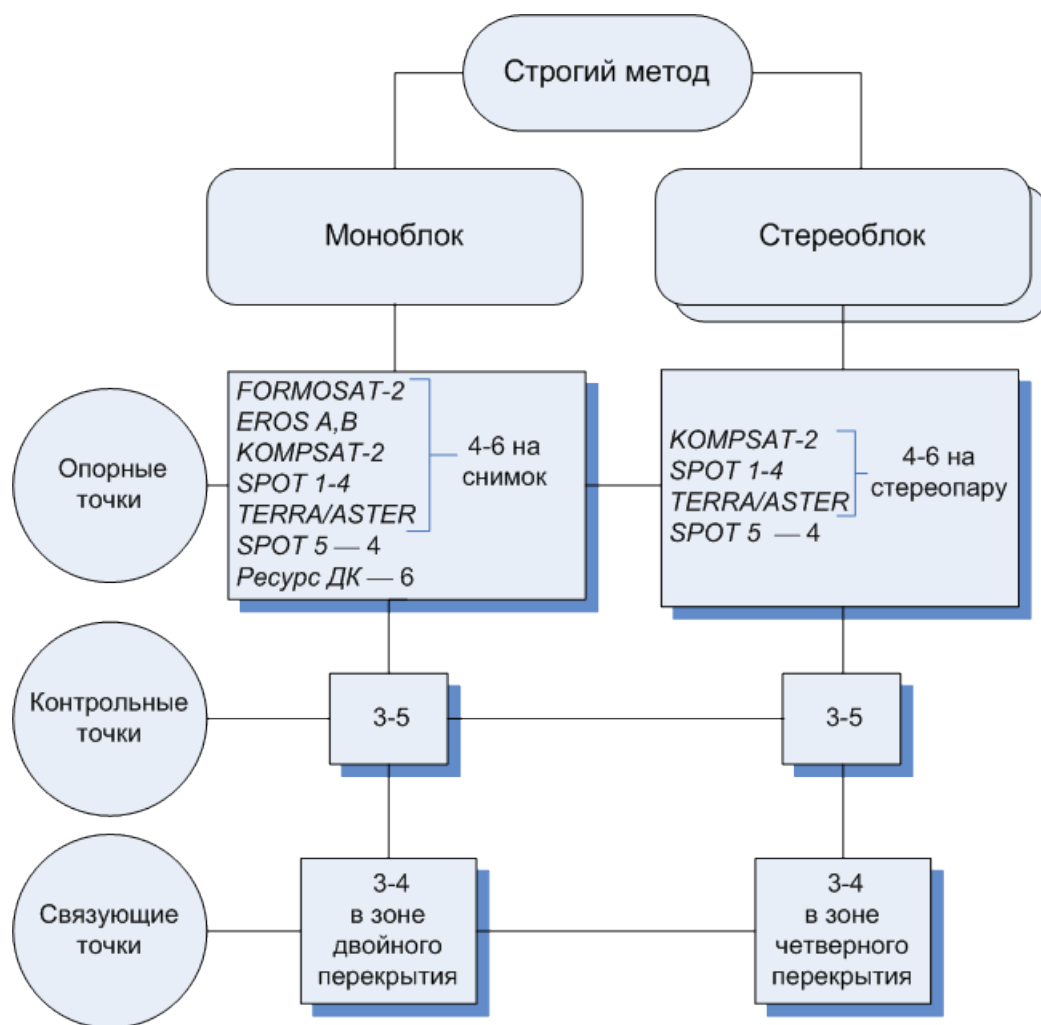 Строгий метод
Моноблок
Стереоблок
Опорные
точки
FORMOSAT-2
EROS A,B
KOMPSAT-2
SPOT 1-4
TERRA/ASTER
SPOT 5 — 4
Ресурс ДК — 6
4-6 на
снимок
KOMPSAT-2
SPOT 1-4
TERRA/ASTER
SPOT 5 — 4
4-6 на
стереопару
Контрольные
точки
3-5
3-5
Связующие
точки
3-4
в зоне
двойного
перекрытия
3-4
в зоне
четверного
перекрытия